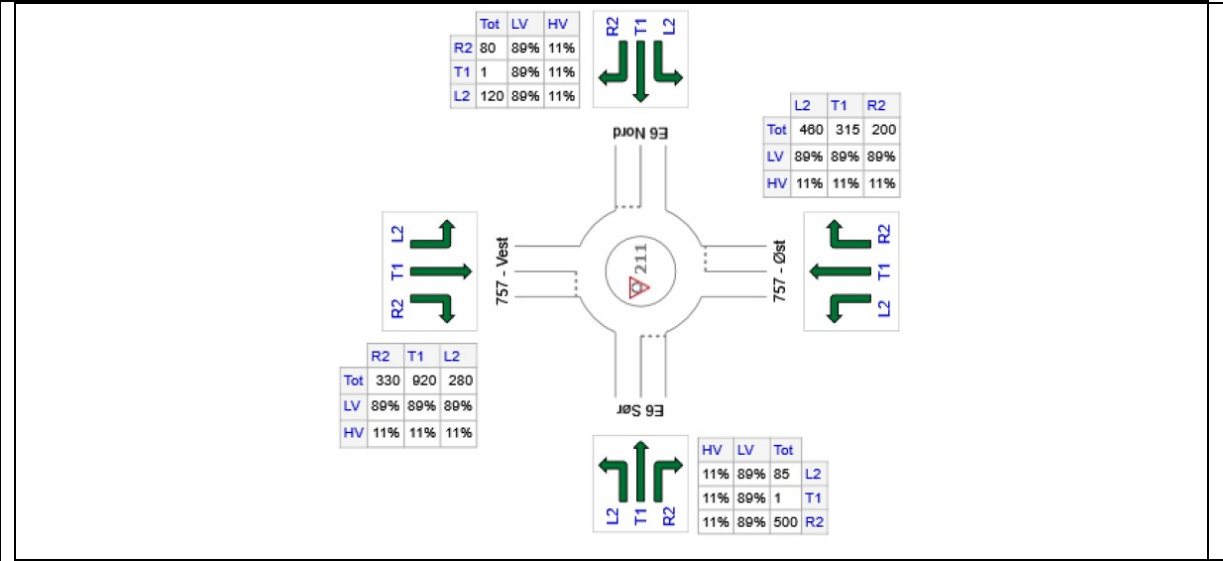 Tot LV HV
R2 80 89% 11%
T1 1 89% 11%
L2 120 89% 11%
R2 T1 L2
E6 Nord
L2 T1 R2
Tot 460 315 200
LV 89% 89% 89%
HV 11% 11% 11%
L2
T1
R2
757 - Vest
211
757 - Øst
R2
T1
L2
R2 T1 L2
Tot 330 920 280
LV 89% 89% 89%
HV 11% 11% 11%
E6 Sør
L2 T1 R2
HV LV Tot
11% 89% 85 L2
11% 89% 1 T1
11% 89% 500 R2